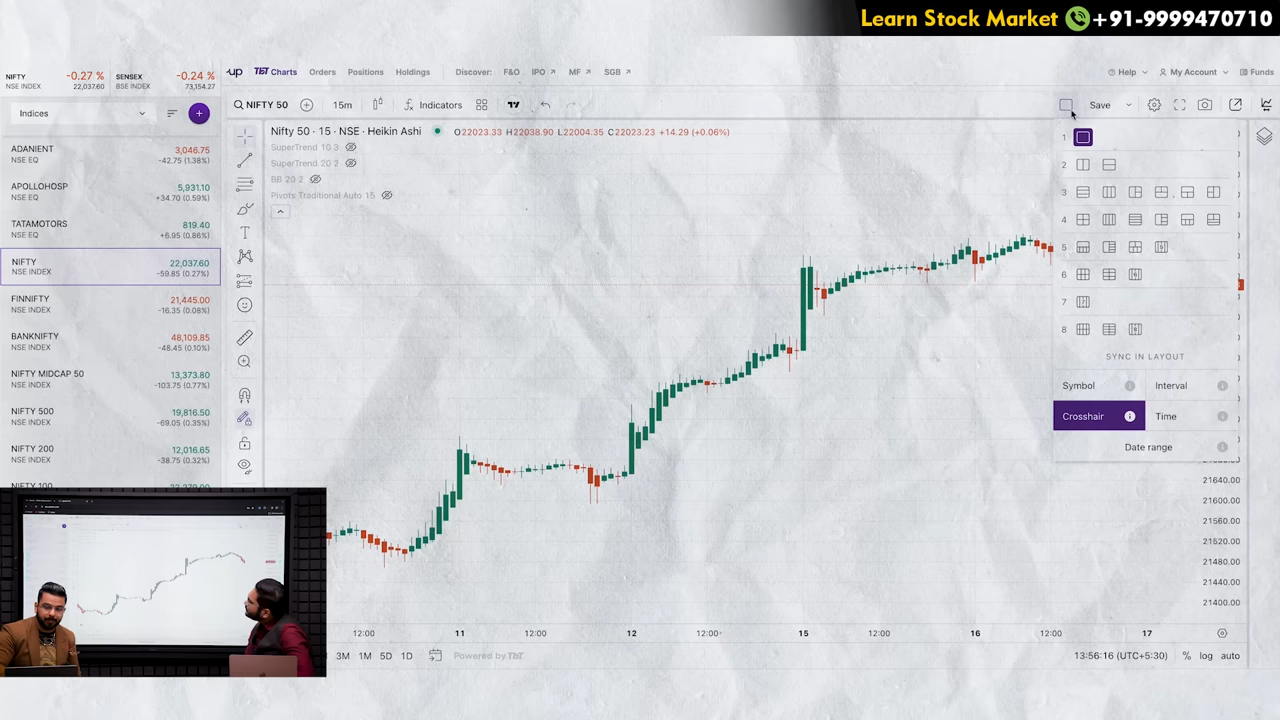 Learn Stock Market +91-9999470710
NIFTY -0.27 % SENSEX -0.24 %
NSE INDEX 22,037.60 BSE INDEX 73,154.27
up TbT Charts Orders Positions Holdings Discover: F&O IPO MF SGB Help My Account Funds
Indices
NIFTY 50 15m Indicators Save
Nifty 50 · 15 · NSE · Heikin Ashi O22023.33 H22038.90 L22004.35 C22023.23 +14.29 (+0.06%)
SuperTrend 10 3
SuperTrend 20 2
BB 20 2
Pivots Traditional Auto 15
ADANIENT 3,046.75
NSE EQ -42.75 (1.38%)
APOLLOHOSP 5,931.10
NSE EQ +34.70 (0.59%)
TATAMOTORS 819.40
NSE EQ +6.95 (0.86%)
NIFTY 22,037.60
NSE INDEX -59.85 (0.27%)
FINNIFTY 21,445.00
NSE INDEX -16.35 (0.08%)
BANKNIFTY 48,109.85
NSE INDEX -48.45 (0.10%)
NIFTY MIDCAP 50 13,373.80
NSE INDEX -103.75 (0.77%)
NIFTY 500 19,816.50
NSE INDEX -69.05 (0.35%)
NIFTY 200 12,016.65
NSE INDEX -38.75 (0.32%)
1
2
3
4
5
6
7
8
SYNC IN LAYOUT
Symbol Interval
Crosshair Time
Date range
21640.00
21600.00
21560.00
21520.00
21480.00
21440.00
21400.00
12:00 11 12:00 12 12:00 15 12:00 16 12:00 17
3M 1M 5D 1D Powered by TbT 13:56:16 (UTC+5:30) % log auto